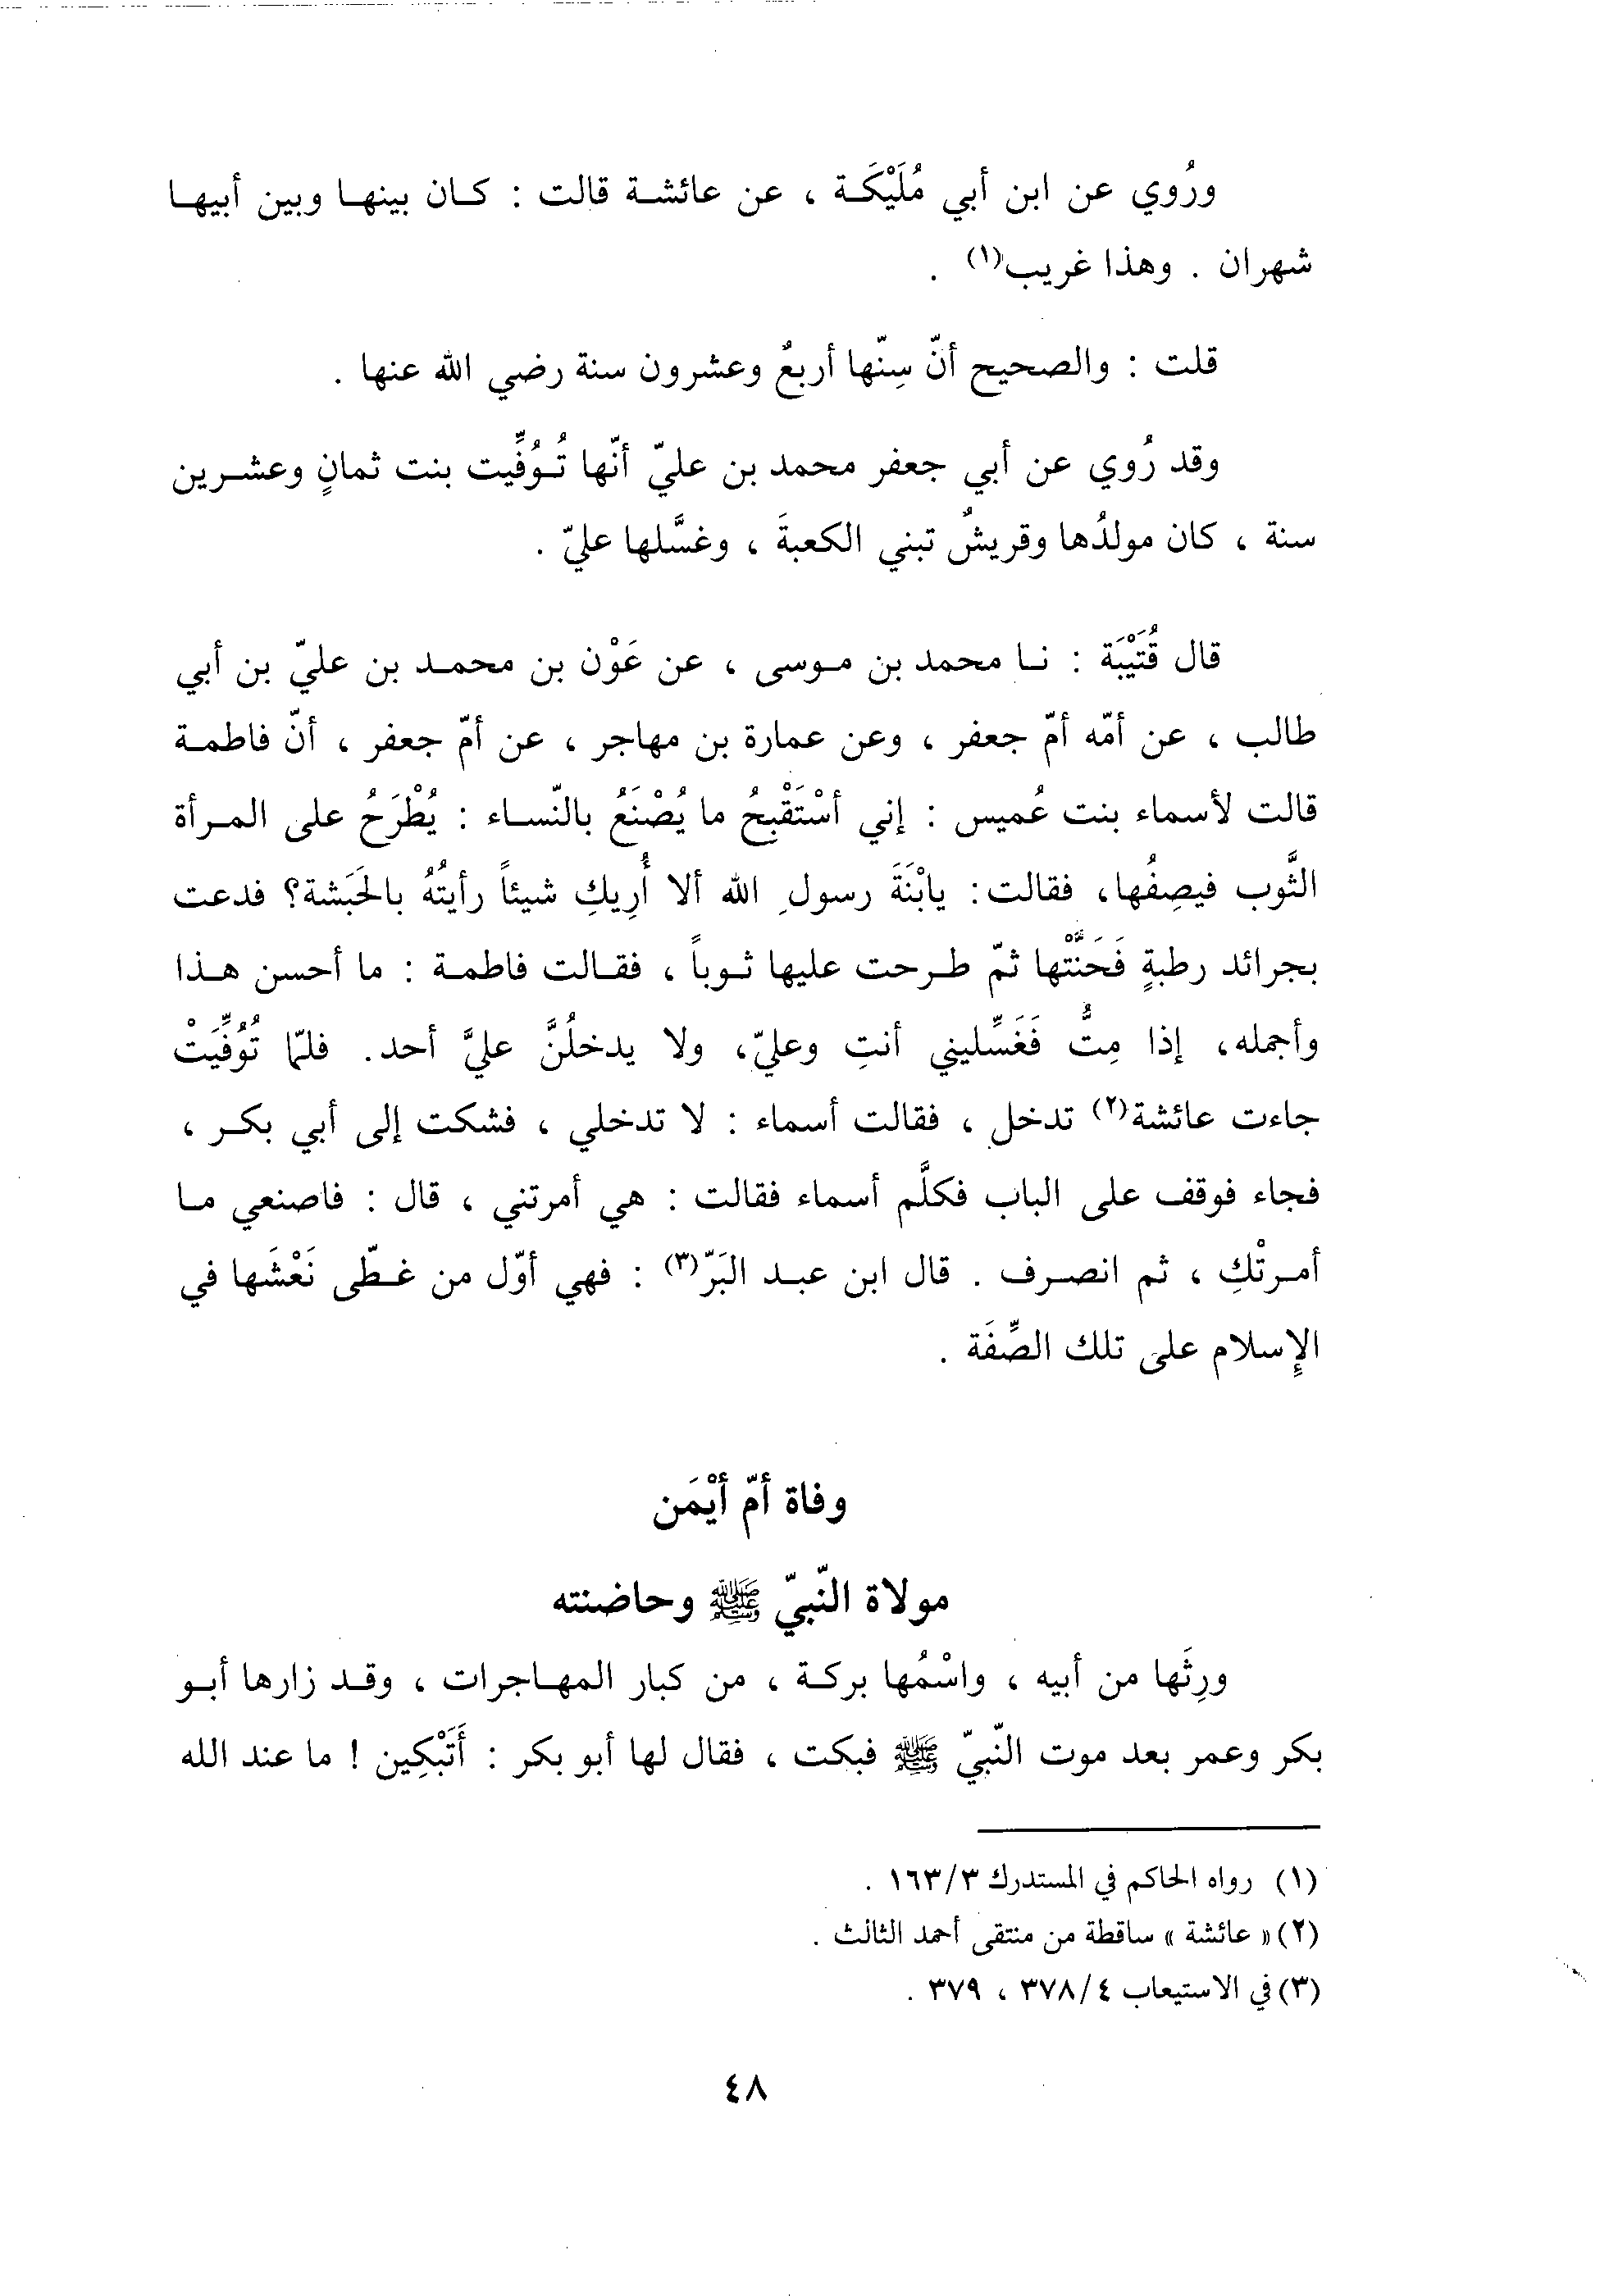 ورُوي عن ابن أبي مُلَيْكَة ، عن عائشة قالت : كان بينها وبين أبيها
شهران . وهذا غريب(١) .
قلت : والصحيح أنّ سِنّها أربعٌ وعشرون سنة رضي الله عنها .
وقد رُوي عن أبي جعفر محمد بن عليّ أنّها تُوُفِّيت بنت ثمانٍ وعشرين
سنة ، كان مولدُها وقريشٌ تبني الكعبةَ ، وغسَّلها عليّ .
قال قُتَيْبَة : نا محمد بن موسى ، عن عَوْن بن محمد بن عليّ بن أبي
طالب ، عن أمّه أمّ جعفر ، وعن عمارة بن مهاجر ، عن أمّ جعفر ، أنّ فاطمة
قالت لأسماء بنت عُميس : إني أسْتَقْبِحُ ما يُصْنَعُ بالنّساء : يُطْرَحُ على المرأة
الثَّوب فيصِفُها، فقالت: يابْنَةَ رسولِ الله ألا أُرِيكِ شيئاً رأيتُهُ بالحَبَشة؟ فدعت
بجرائد رطبةٍ فَحَنَّتْها ثمّ طرحت عليها ثوباً ، فقالت فاطمة : ما أحسن هذا
وأجمله، إذا مِتُّ فَغَسِّليني أنتِ وعليّ، ولا يدخلُنَّ عليَّ أحد. فلمّا تُوُفِّيَتْ
جاءت عائشة(٢) تدخل ، فقالت أسماء : لا تدخلي ، فشكت إلى أبي بكر ،
فجاء فوقف على الباب فكلَّم أسماء فقالت : هي أمرتني ، قال : فاصنعي ما
أمرتْكِ ، ثم انصرف . قال ابن عبد البَرّ(٣) : فهي أوّل من غطّى نَعْشَها في
الإسلام على تلك الصِّفَة .
وفاة أمّ أيْمَن
مولاة النّبيّ ﷺ وحاضنته
ورِثَها من أبيه ، واسْمُها بركة ، من كبار المهاجرات ، وقد زارها أبو
بكر وعمر بعد موت النّبيّ ﷺ فبكت ، فقال لها أبو بكر : أَتَبْكِين ! ما عند الله
(١) رواه الحاكم في المستدرك ٣/‏١٦٣ .
(٢) « عائشة » ساقطة من منتقى أحمد الثالث .
(٣) في الاستيعاب ٤/‏٣٧٨ ، ٣٧٩ .
٤٨